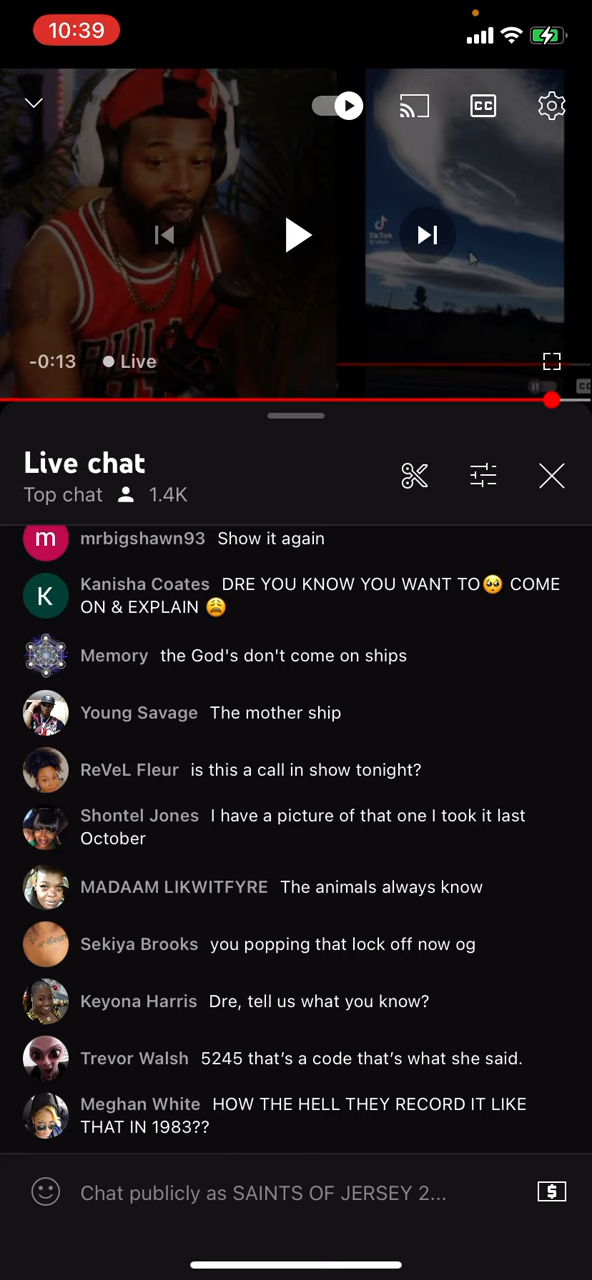 10:39
CC
TikTok
-0:13 Live
Live chat
Top chat 1.4K
m mrbigshawn93 Show it again
K Kanisha Coates DRE YOU KNOW YOU WANT TO🥺 COME
ON & EXPLAIN 😩
Memory the God's don't come on ships
Young Savage The mother ship
ReVeL Fleur is this a call in show tonight?
Shontel Jones I have a picture of that one I took it last
October
MADAAM LIKWITFYRE The animals always know
Sekiya Brooks you popping that lock off now og
Keyona Harris Dre, tell us what you know?
Trevor Walsh 5245 that’s a code that’s what she said.
Meghan White HOW THE HELL THEY RECORD IT LIKE
THAT IN 1983??
Chat publicly as SAINTS OF JERSEY 2...
$